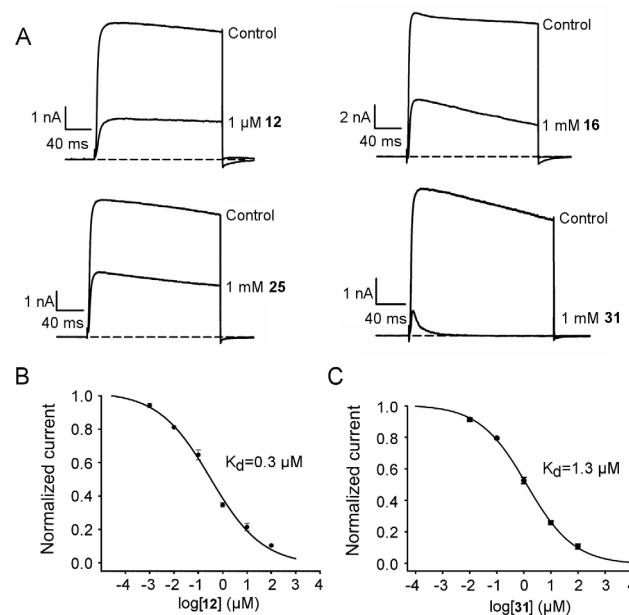 A
Control
1 nA
40 ms
1 µM 12
Control
2 nA
40 ms
1 mM 16
Control
1 nA
40 ms
1 mM 25
Control
1 nA
40 ms
1 mM 31
B
Normalized current
1.0
0.8
0.6
0.4
0.2
0.0
Kd=0.3 µM
-4 -3 -2 -1 0 1 2 3 4
log[12] (µM)
C
Normalized current
1.0
0.8
0.6
0.4
0.2
0.0
Kd=1.3 µM
-4 -3 -2 -1 0 1 2 3 4
log[31] (µM)